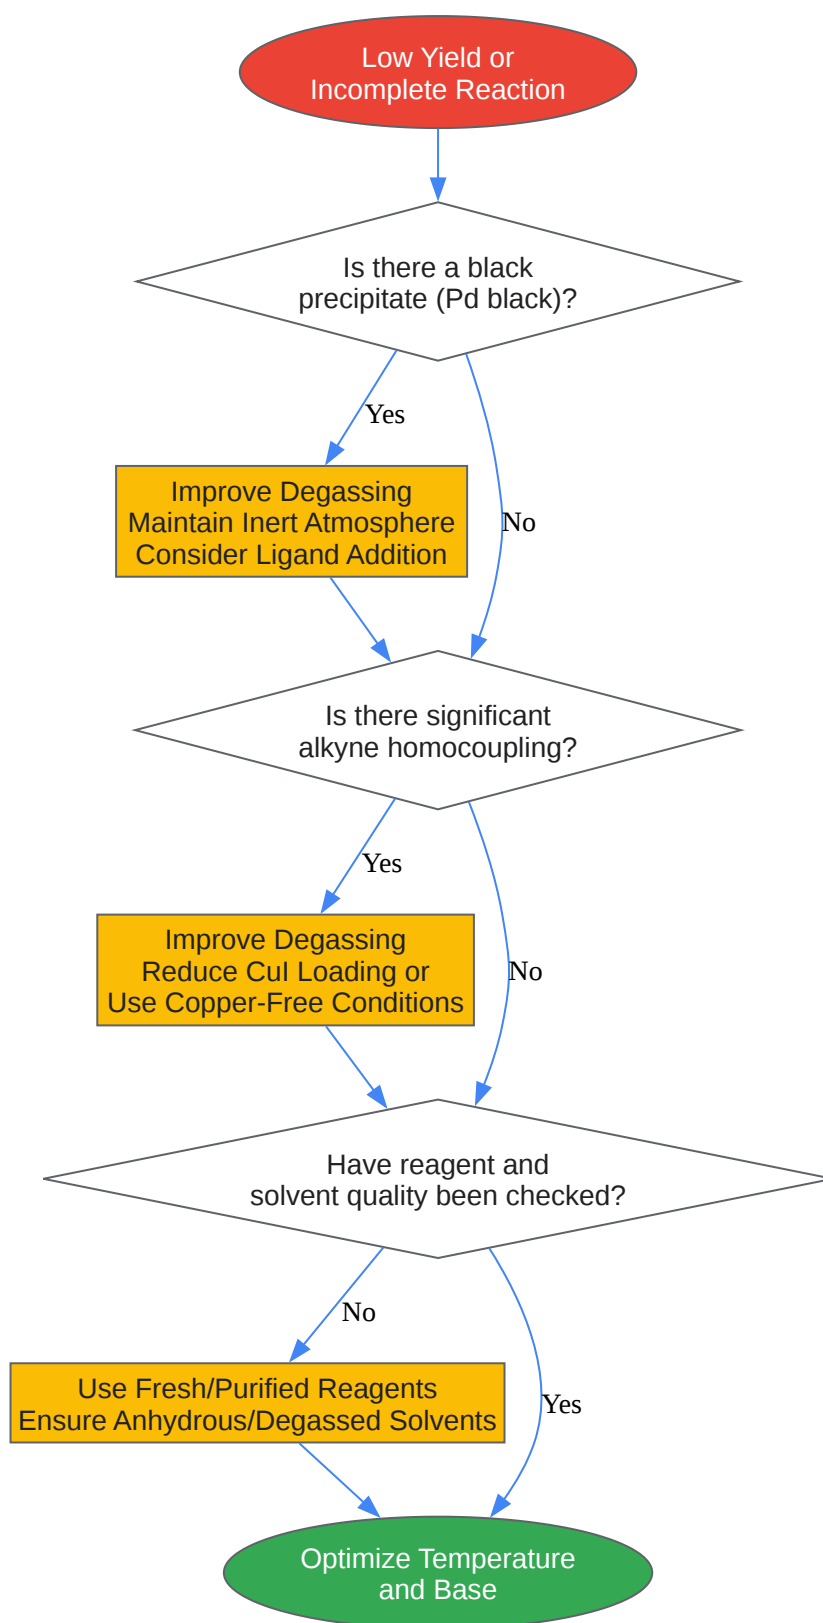 Low Yield or
Incomplete Reaction
Is there a black
precipitate (Pd black)?
Yes
Improve Degassing
Maintain Inert Atmosphere
Consider Ligand Addition
No
Is there significant
alkyne homocoupling?
Yes
Improve Degassing
Reduce CuI Loading or
Use Copper-Free Conditions
No
Have reagent and
solvent quality been checked?
No
Use Fresh/Purified Reagents
Ensure Anhydrous/Degassed Solvents
Yes
Optimize Temperature
and Base